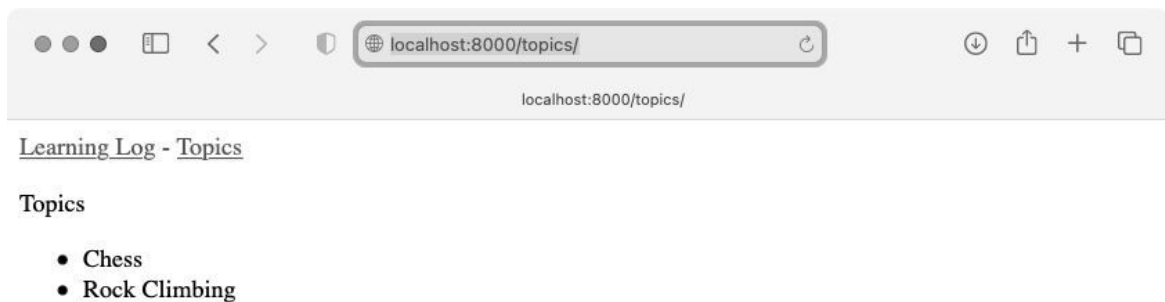 localhost:8000/topics/
localhost:8000/topics/
Learning Log - Topics
Topics
Chess
Rock Climbing